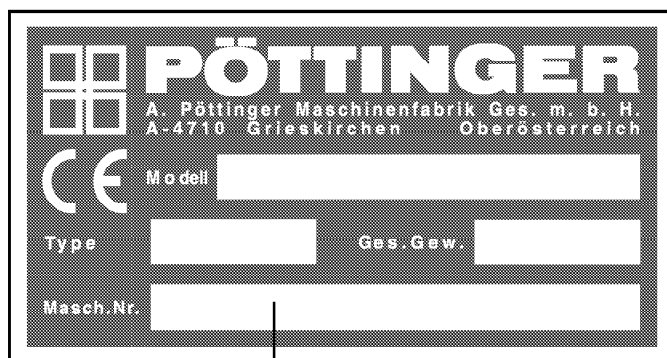 PÖTTINGER
A. Pöttinger Maschinenfabrik Ges. m. b. H.
A-4710 Grieskirchen Oberösterreich
CE Modell
Type Ges.Gew.
Masch.Nr.